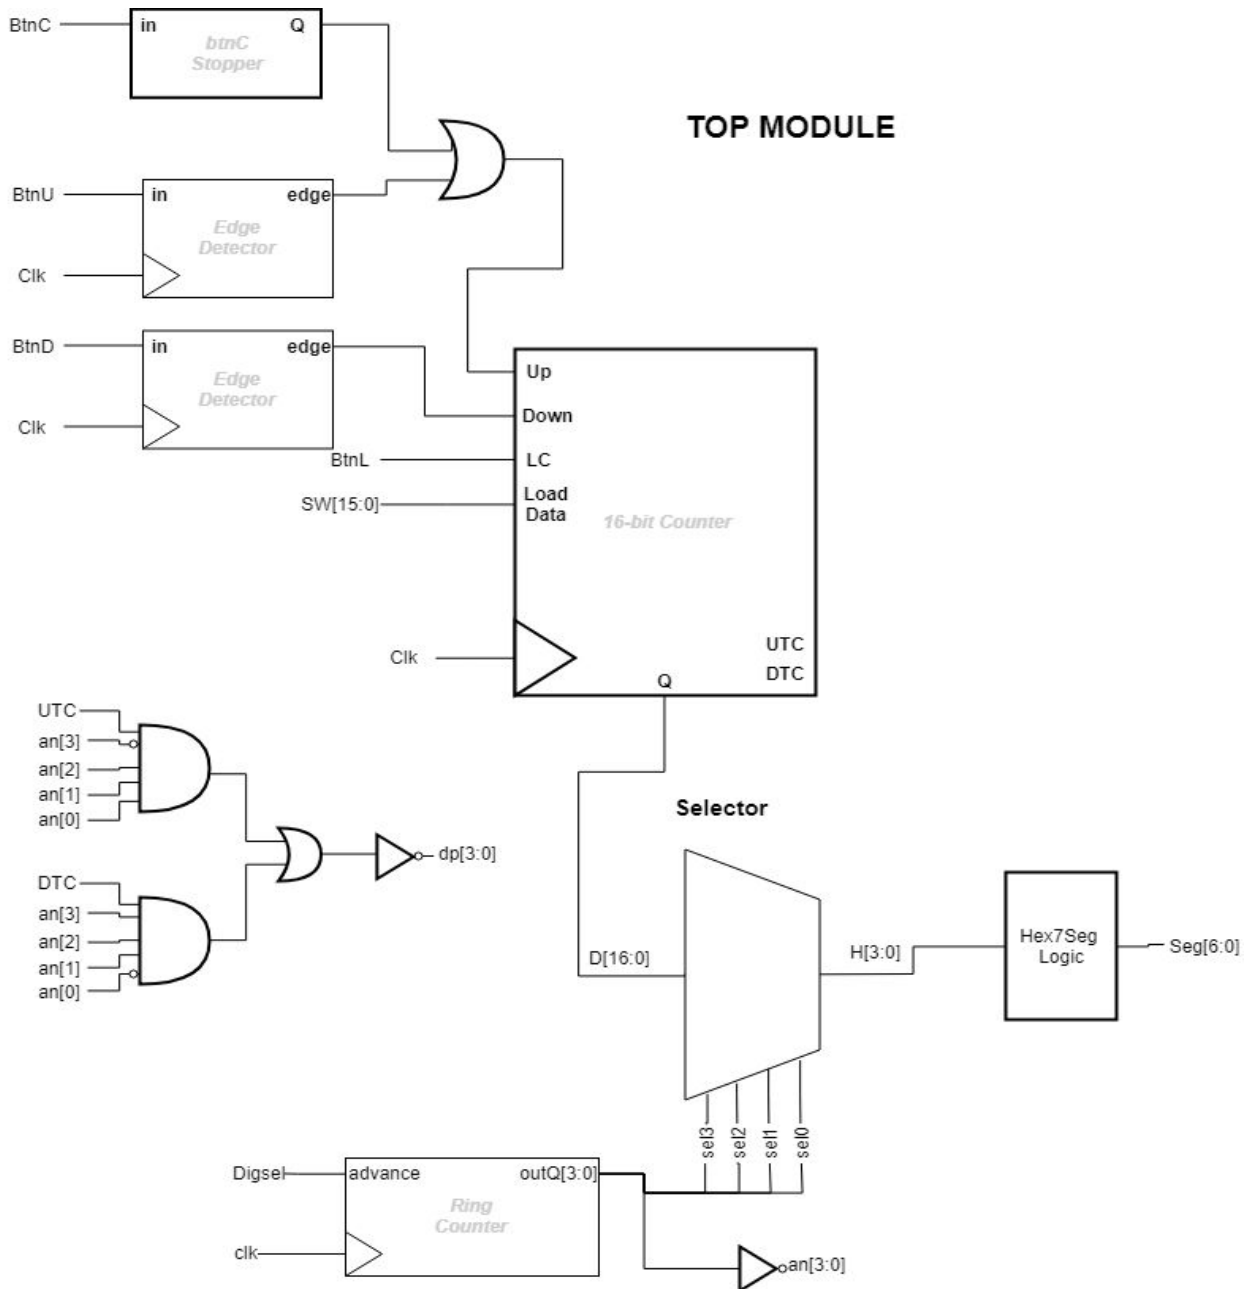 BtnC
in
Q
btnC
Stopper
TOP MODULE
BtnU
in
edge
Edge
Detector
Clk
BtnD
in
edge
Edge
Detector
Clk
Up
Down
BtnL
LC
SW[15:0]
Load
Data
16-bit Counter
Clk
UTC
DTC
Q
UTC
an[3]
an[2]
an[1]
an[0]
dp[3:0]
DTC
an[3]
an[2]
an[1]
an[0]
Selector
D[16:0]
H[3:0]
Hex7Seg
Logic
Seg[6:0]
sel3
sel2
sel1
sel0
Digsel
advance
outQ[3:0]
Ring
Counter
clk
an[3:0]